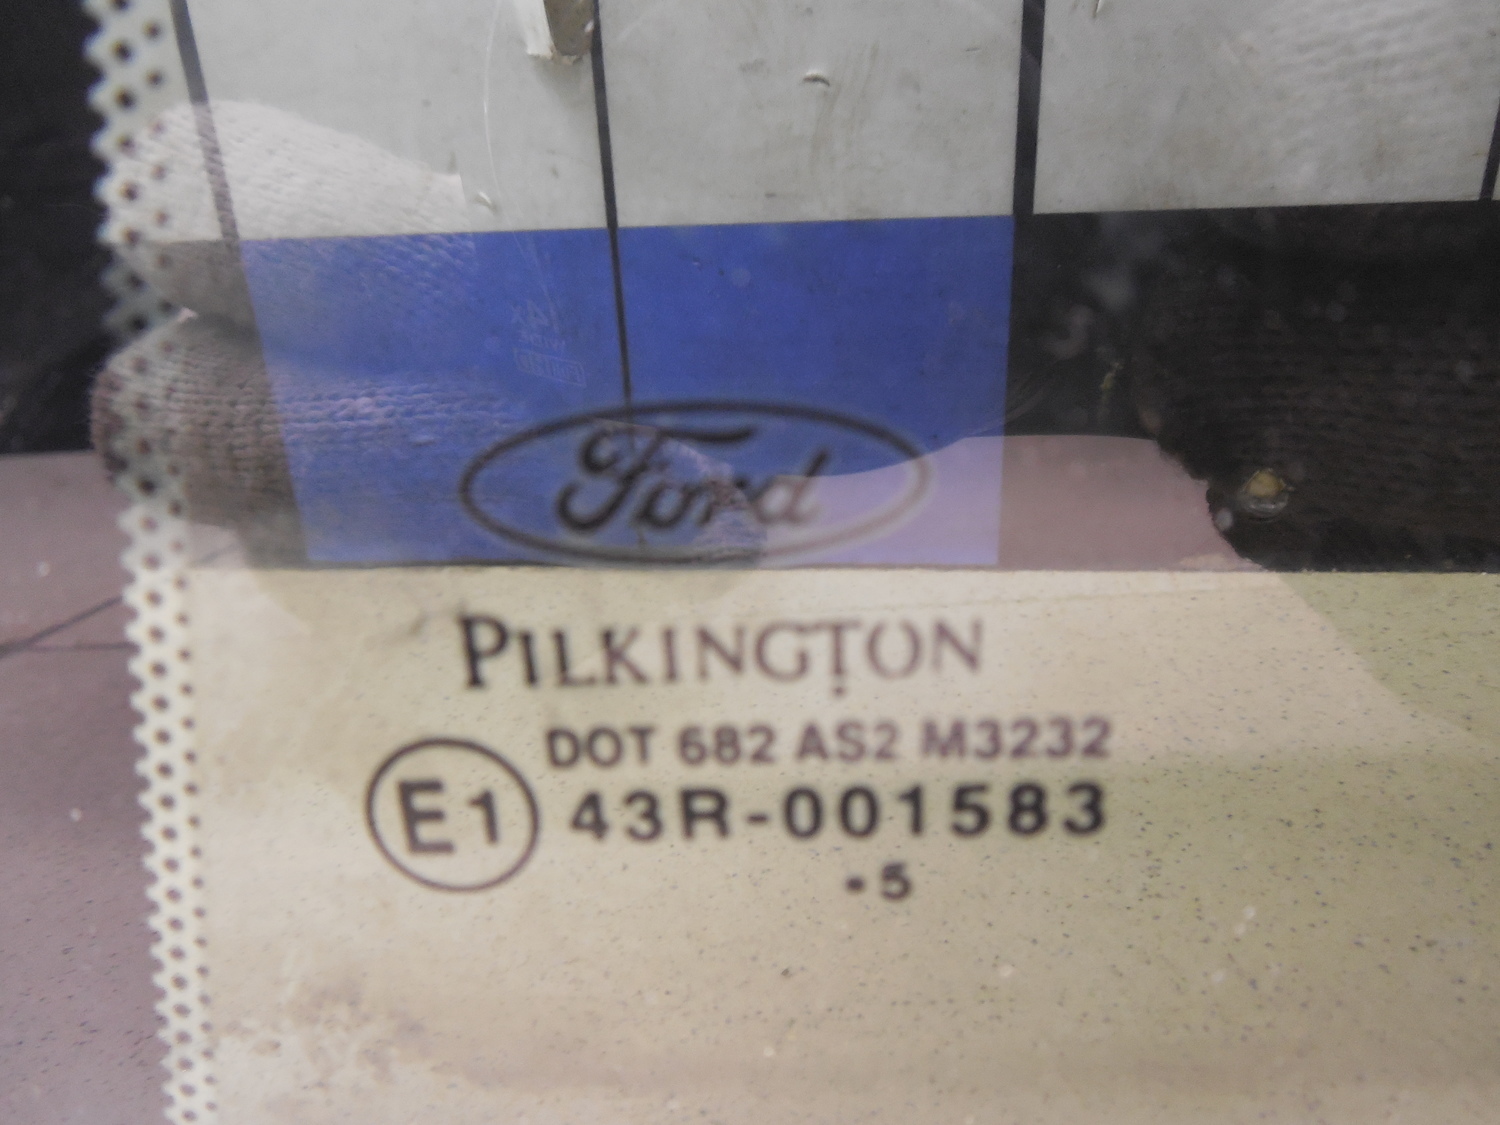 Ford
PILKINGTON
DOT 682 AS2 M3232
E1 43R-001583
.5